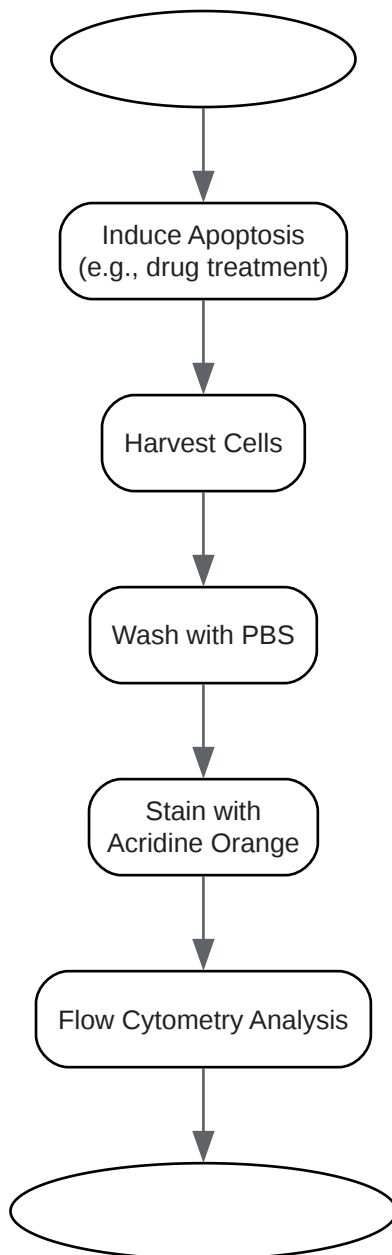 Induce Apoptosis
(e.g., drug treatment)
Harvest Cells
Wash with PBS
Stain with
Acridine Orange
Flow Cytometry Analysis